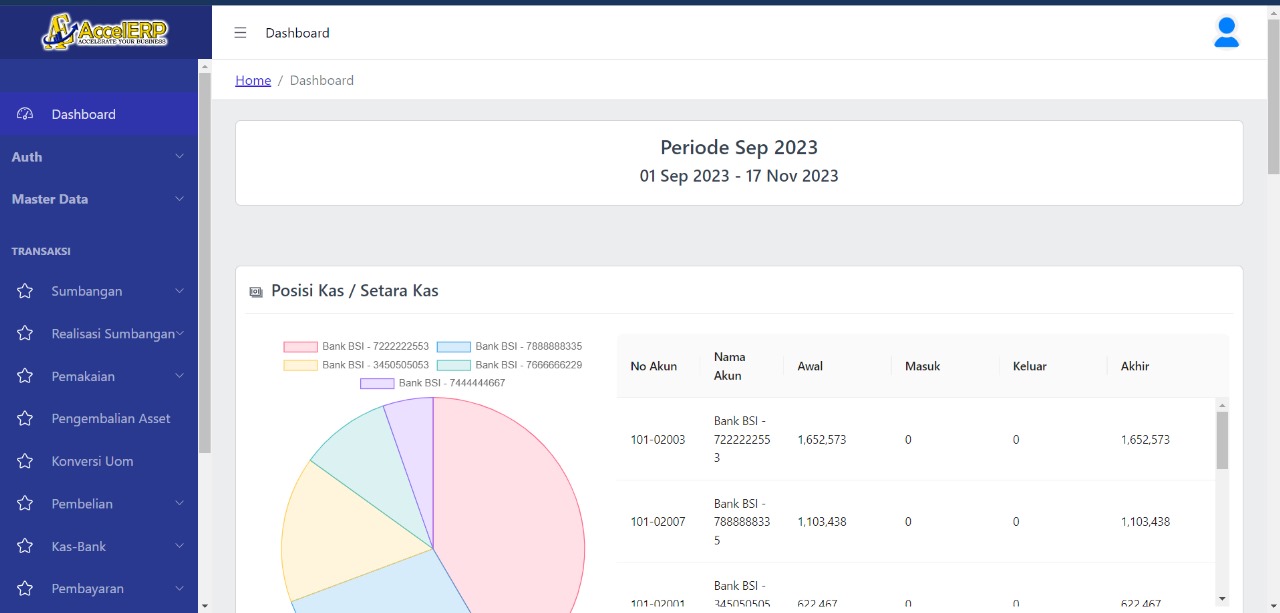 AccelERP
ACCELERATE YOUR BUSINESS
Dashboard
Home / Dashboard
Dashboard
Auth
Master Data
TRANSAKSI
Sumbangan
Realisasi Sumbangan
Pemakaian
Pengembalian Asset
Konversi Uom
Pembelian
Kas-Bank
Pembayaran
Periode Sep 2023
01 Sep 2023 - 17 Nov 2023
Posisi Kas / Setara Kas
Bank BSI - 7222222553 Bank BSI - 7888888335
Bank BSI - 3450505053 Bank BSI - 7666666229
Bank BSI - 7444444667
No Akun Nama Akun Awal Masuk Keluar Akhir
101-02003 Bank BSI - 7222222553 1,652,573 0 0 1,652,573
101-02007 Bank BSI - 7888888335 1,103,438 0 0 1,103,438
101-02001 Bank BSI - 345050505 622,467 0 0 622,467